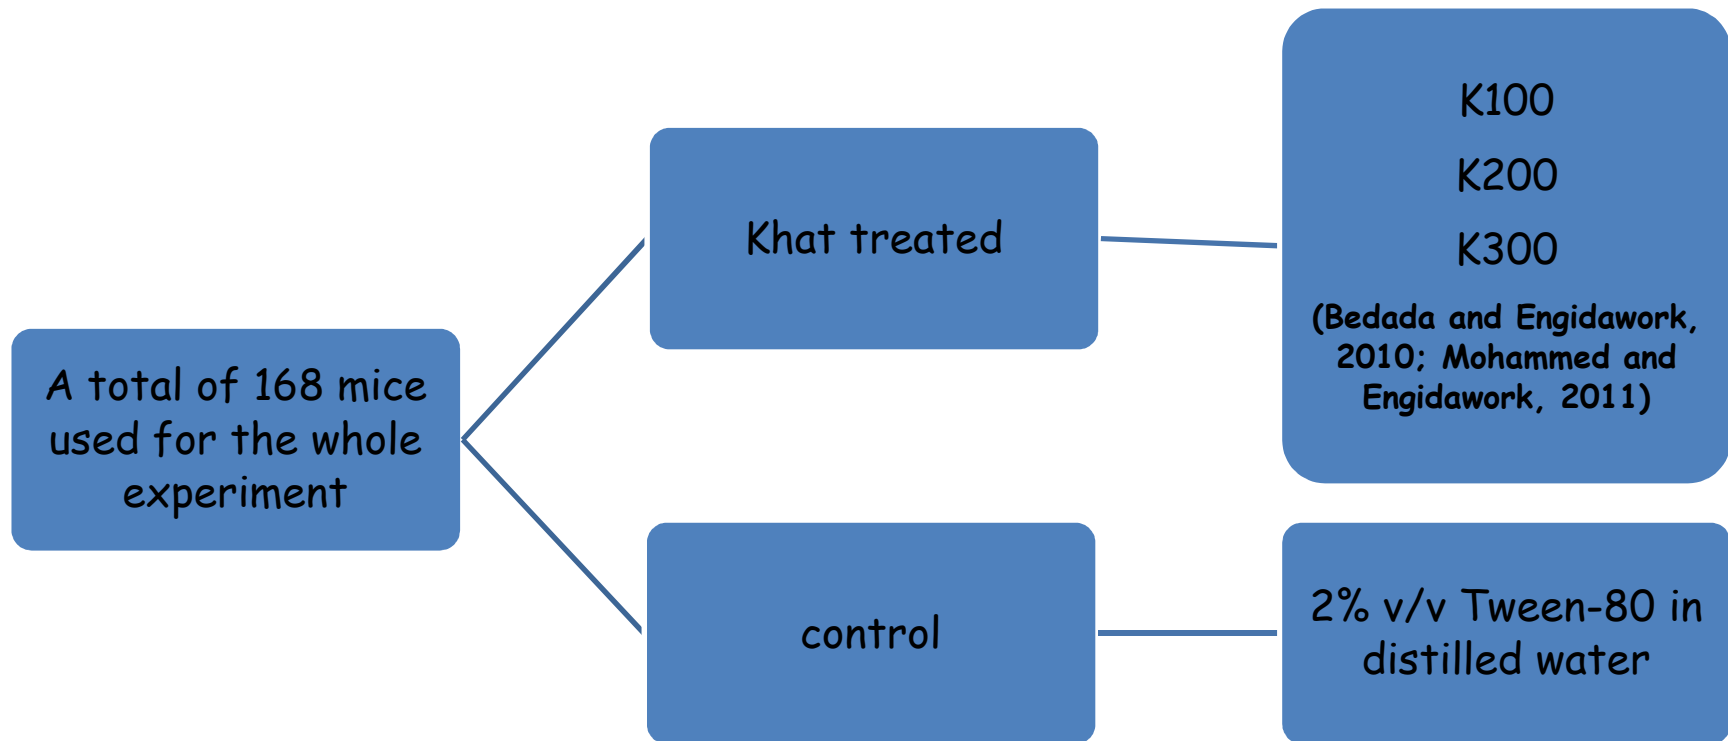 A total of 168 mice
used for the whole
experiment
Khat treated
K100
K200
K300
(Bedada and Engidawork,
2010; Mohammed and
Engidawork, 2011)
control
2% v/v Tween-80 in
distilled water